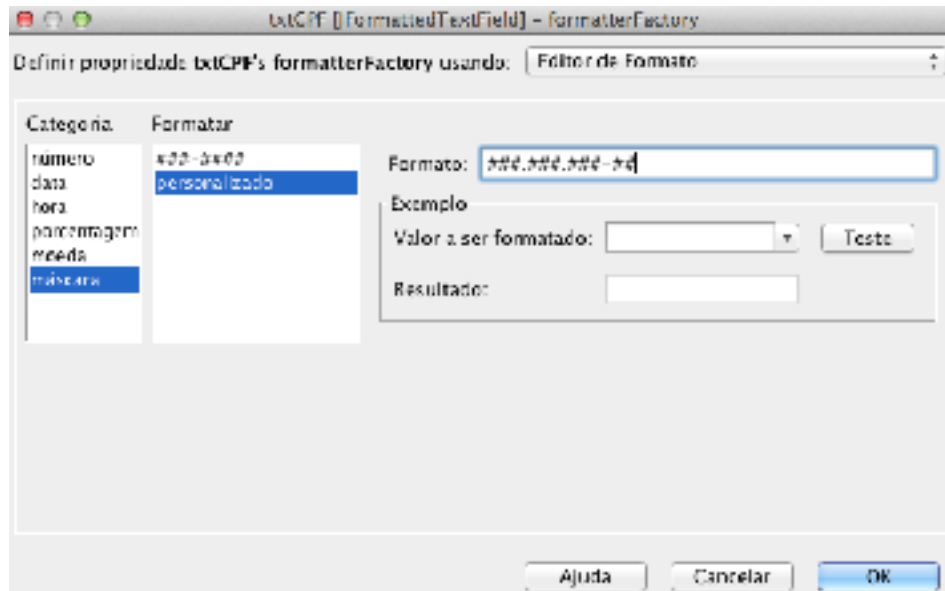 txtCPF [JFormattedTextField] - formatterFactory
Definir propriedade txtCPF's formatterFactory usando: Editor de Formato
Categoria Formatar
número
data
hora
porcentagem
moeda
máscara
###-####
personalizado
Formato: ###.###.###-##
Exemplo
Valor a ser formatado: Teste
Resultado:
Ajuda Cancelar OK